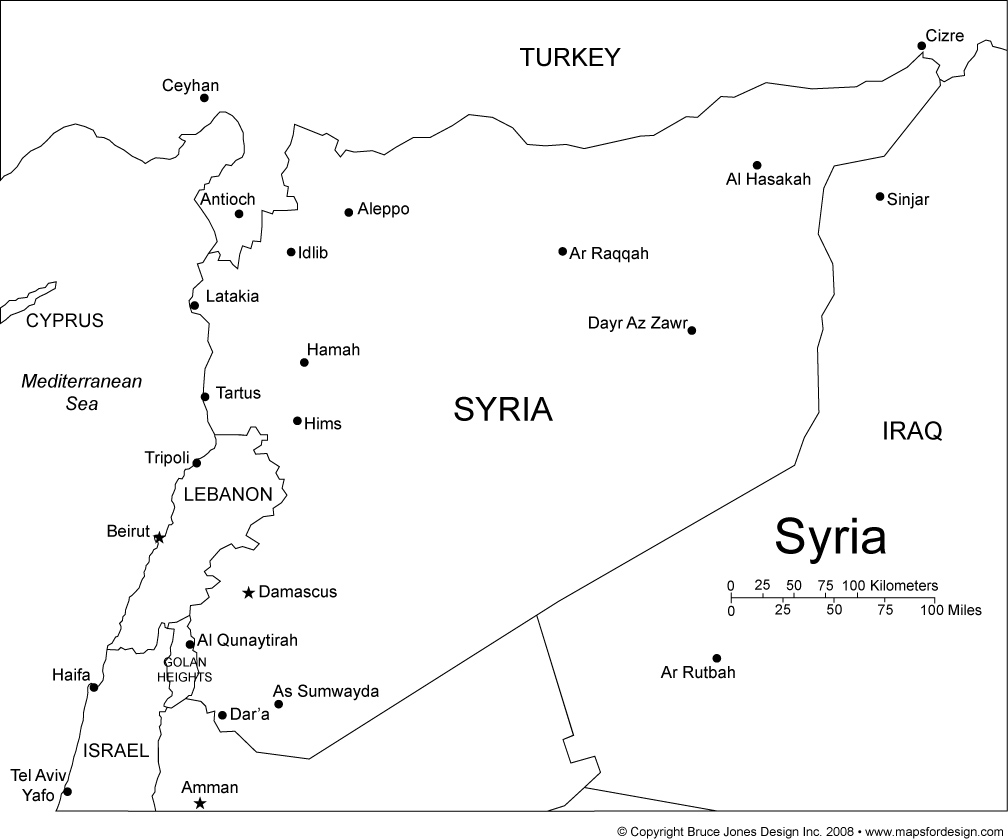 Cizre
TURKEY
Ceyhan
Al Hasakah
Sinjar
Antioch
Aleppo
Idlib
Ar Raqqah
Latakia
CYPRUS
Dayr Az Zawr
Hamah
Mediterranean
Sea
Tartus
SYRIA
Hims
IRAQ
Tripoli
LEBANON
Beirut
Syria
0 25 50 75 100 Kilometers
0 25 50 75 100 Miles
Damascus
Al Qunaytirah
GOLAN
HEIGHTS
Haifa
Ar Rutbah
As Sumwayda
Dar'a
ISRAEL
Tel Aviv
Yafo
Amman
© Copyright Bruce Jones Design Inc. 2008 • www.mapsfordesign.com